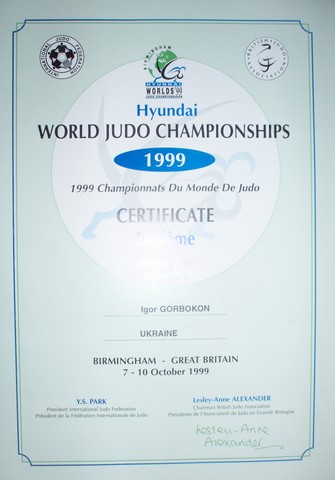 INTERNATIONAL JUDO FEDERATION
BIRMINGHAM
HYUNDAI
WORLDS '99
JUDO CHAMPIONSHIPS
BRITISH JUDO ASSOCIATION
Hyundai
WORLD JUDO CHAMPIONSHIPS
1999
1999 Championnats Du Monde De Judo
CERTIFICATE
Diplôme
Igor GORBOKON
UKRAINE
BIRMINGHAM - GREAT BRITAIN
7 - 10 October 1999
Y.S. PARK
President International Judo Federation
Président de la Fédération Internationale de Judo
Lesley-Anne ALEXANDER
Chairman British Judo Association
Présidente de l'Association de Judo en Grande Bretagne
Lesley-Anne
Alexander